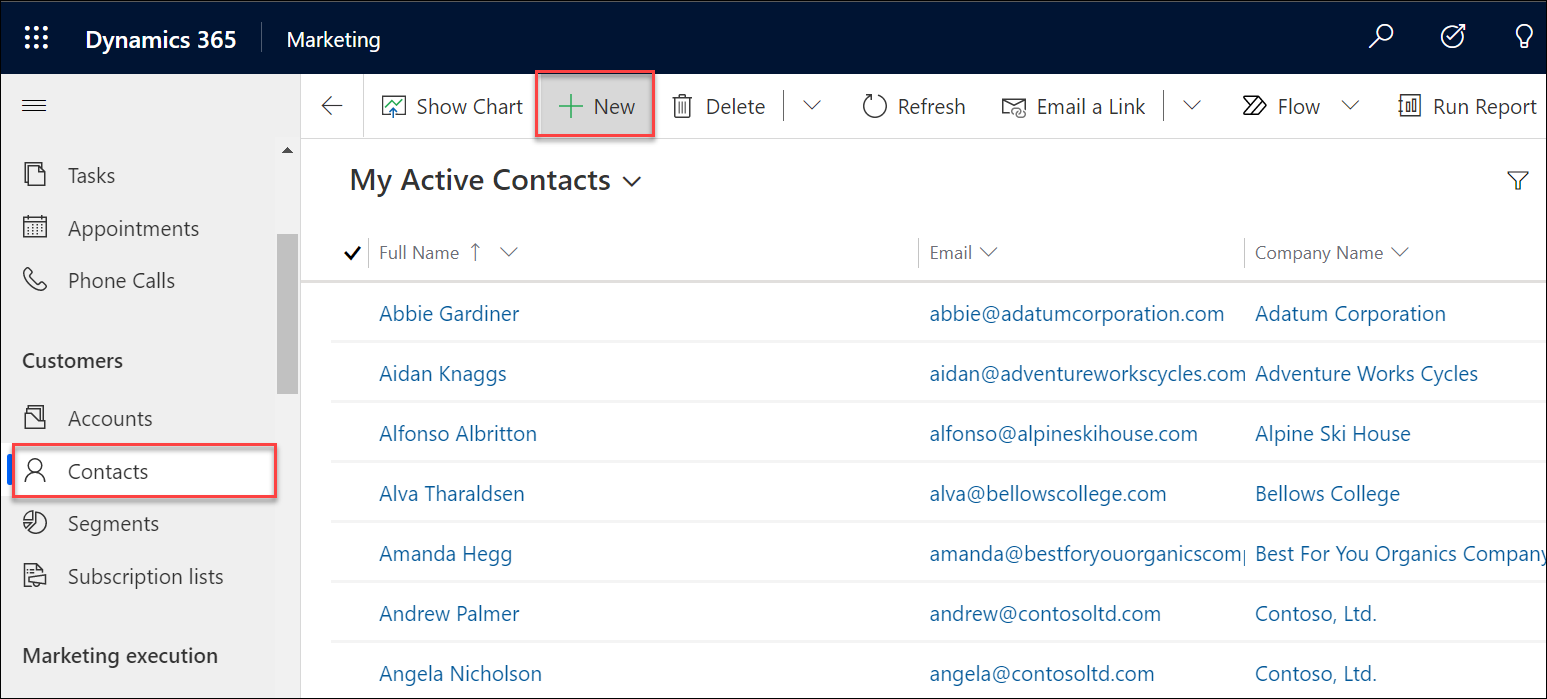 Dynamics 365 Marketing
Show Chart New Delete Refresh Email a Link Flow Run Report
Tasks
Appointments
Phone Calls
Customers
Accounts
Contacts
Segments
Subscription lists
Marketing execution
My Active Contacts
Full Name Email Company Name
Abbie Gardiner abbie@adatumcorporation.com Adatum Corporation
Aidan Knaggs aidan@adventureworkscycles.com Adventure Works Cycles
Alfonso Albritton alfonso@alpineskihouse.com Alpine Ski House
Alva Tharaldsen alva@bellowscollege.com Bellows College
Amanda Hegg amanda@bestforyouorganicscomp Best For You Organics Company
Andrew Palmer andrew@contosoltd.com Contoso, Ltd.
Angela Nicholson angela@contosoltd.com Contoso, Ltd.